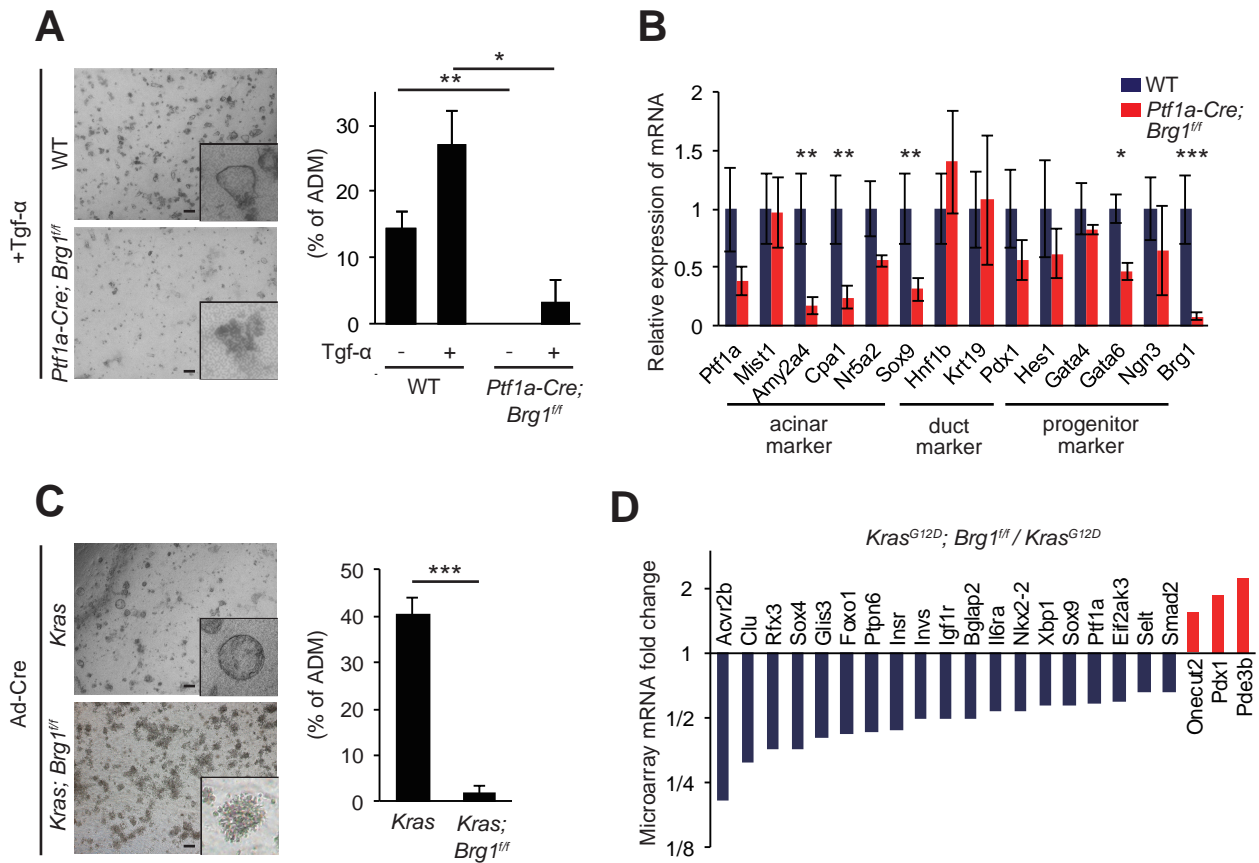 A
+Tgf-α
WT
Ptf1a-Cre; Brg1f/f
(% of ADM)
30
20
10
0
**
*
Tgf-α - + - +
WT
Ptf1a-Cre;
Brg1f/f
B
WT
Ptf1a-Cre;
Brg1f/f
Relative expression of mRNA
2
1.5
1
0.5
0
** ** ** * ***
Ptf1a
Mist1
Amy2a4
Cpa1
Nr5a2
Sox9
Hnf1b
Krt19
Pdx1
Hes1
Gata4
Gata6
Ngn3
Brg1
acinar
marker
duct
marker
progenitor
marker
C
Ad-Cre
Kras
Kras; Brg1f/f
(% of ADM)
50
40
30
20
10
0
***
Kras
Kras;
Brg1f/f
D
KrasG12D; Brg1f/f / KrasG12D
Microarray mRNA fold change
2
1
1/2
1/4
1/8
Acvr2b
Clu
Rfx3
Sox4
Glis3
Foxo1
Ptpn6
Insr
Invs
Igf1r
Bglap2
Il6ra
Nkx2-2
Xbp1
Sox9
Ptf1a
Eif2ak3
Selt
Smad2
Onecut2
Pdx1
Pde3b